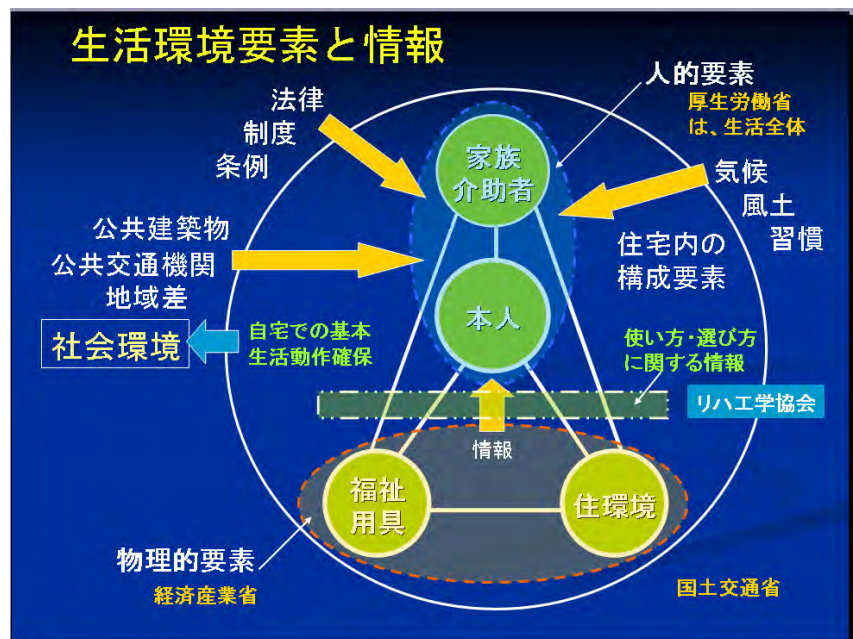 生活環境要素と情報
人的要素
厚生労働省
は、生活全体
法律
制度
条例
家族
介助者
気候
風土
習慣
公共建築物
公共交通機関
地域差
住宅内の
構成要素
本人
社会環境
自宅での基本
生活動作確保
使い方・選び方
に関する情報
リハ工学協会
情報
福祉
用具
住環境
物理的要素
経済産業省
国土交通省